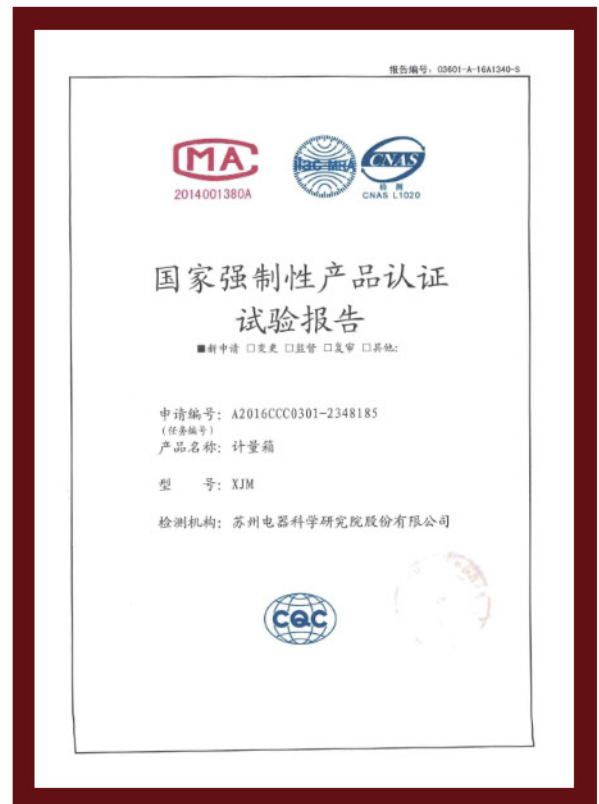 报告编号: 03601-A-16A1340-S
MA
2014001380A
ilac-MRA
CNAS
检 测
CNAS L1020
国家强制性产品认证
试验报告
■新申请 □变更 □监督 □复审 □其他:
申请编号: A2016CCC0301-2348185
(任务编号)
产品名称: 计量箱
型 号: XJM
检测机构: 苏州电器科学研究院股份有限公司
CQC